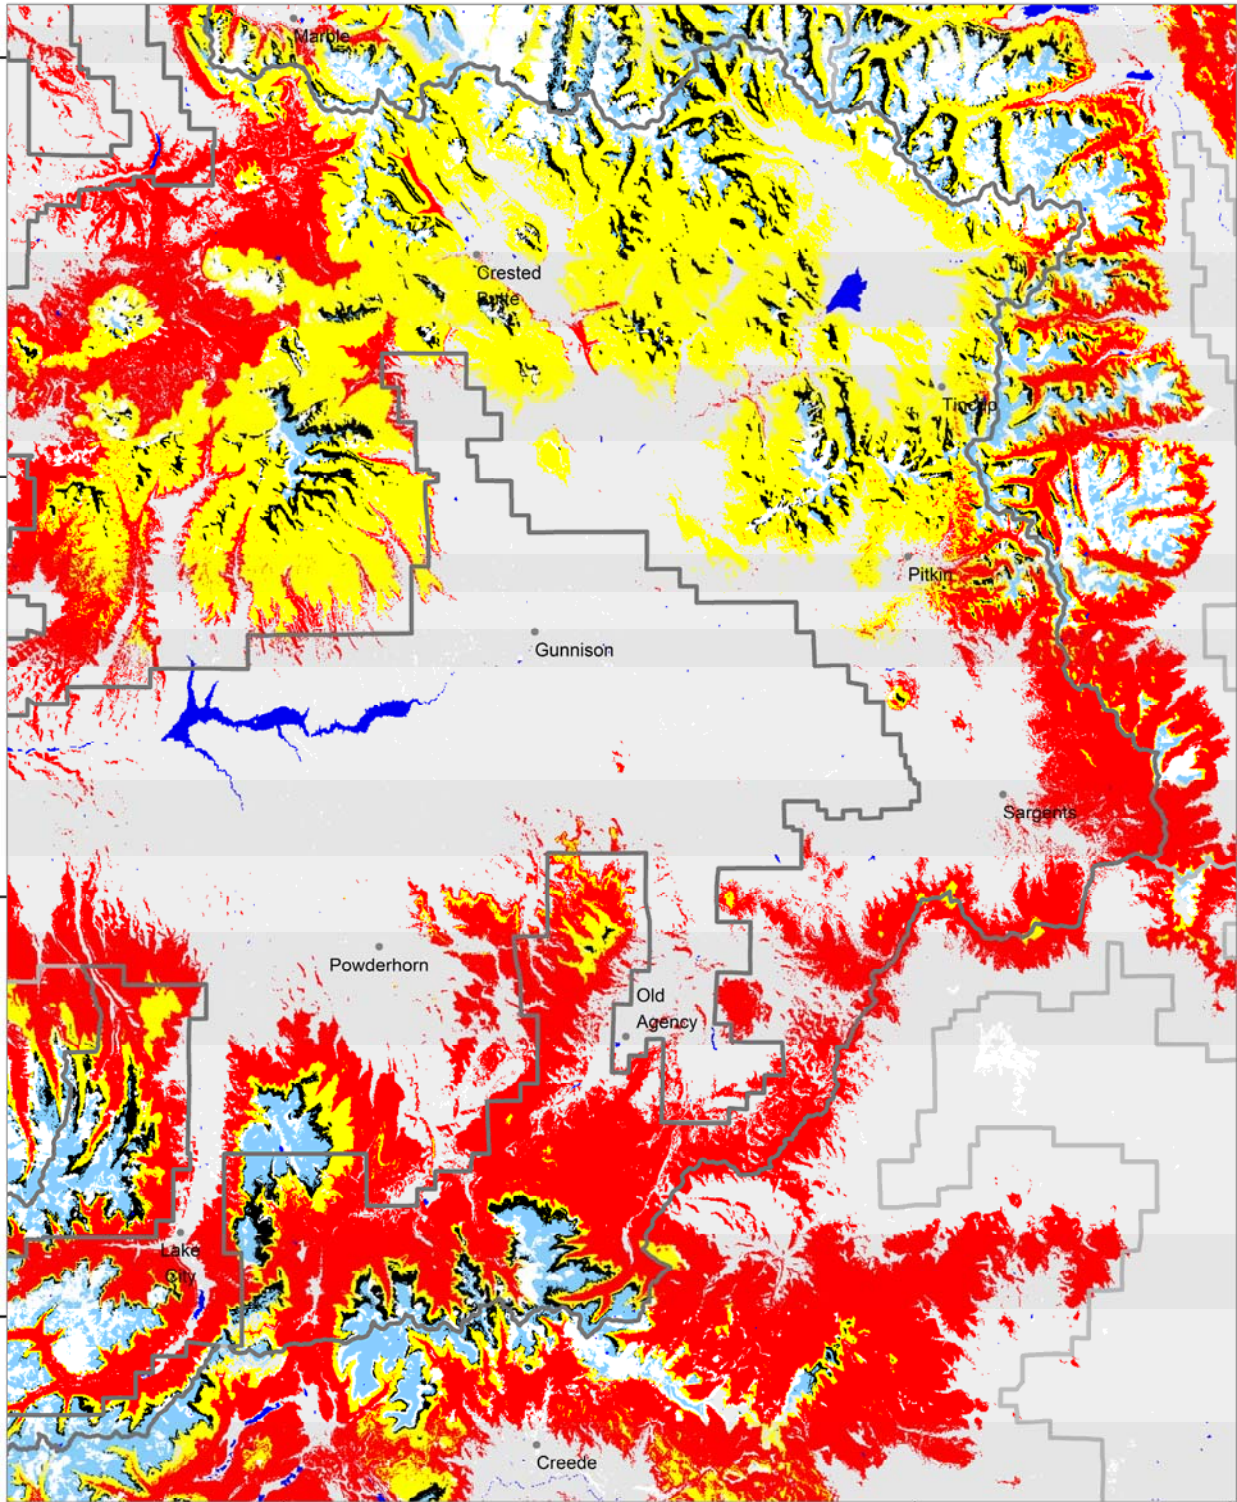 Marble
Crested
Butte
Tincup
Pitkin
Gunnison
Sargents
Powderhorn
Old
Agency
Lake
City
Creede